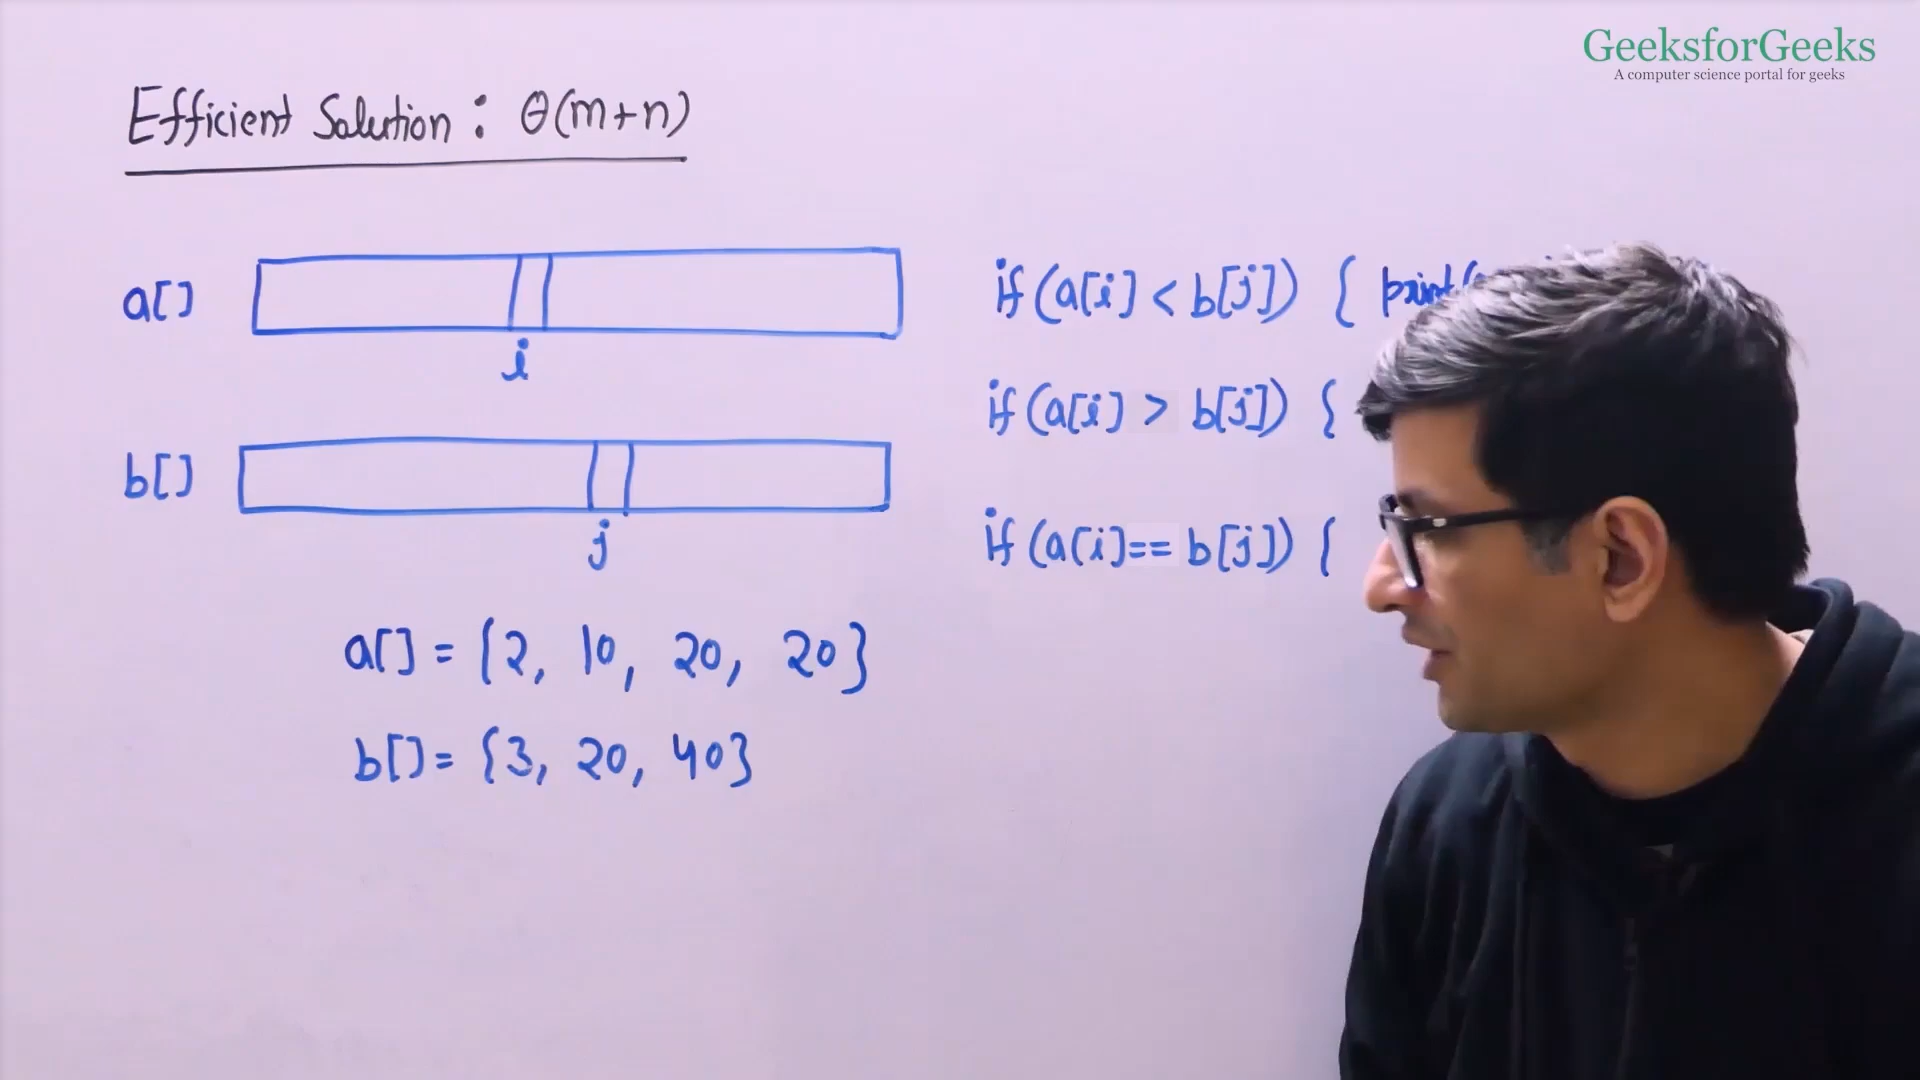 GeeksforGeeks
A computer science portal for geeks
Efficient Solution : θ(m+n)
a[]
i
b[]
j
if (a[i] < b[j]) { print(
if (a[i] > b[j]) {
if (a[i]== b[j]) {
a[] = {2, 10, 20, 20}
b[] = {3, 20, 40}